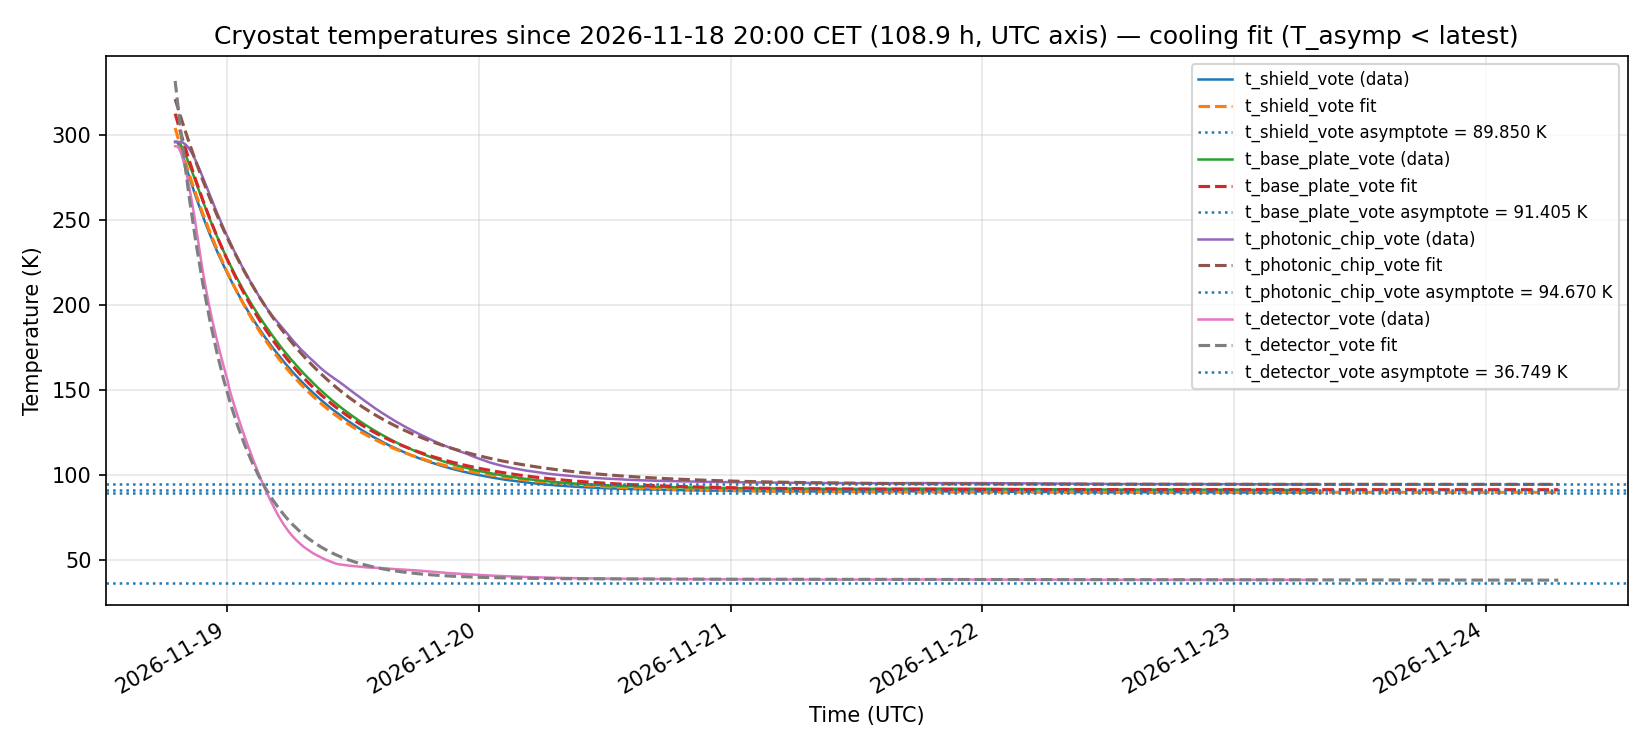 Cryostat temperatures since 2026-11-18 20:00 CET (108.9 h, UTC axis) — cooling fit (T_asymp < latest)
Temperature (K)
300
250
200
150
100
50
t_shield_vote (data)
t_shield_vote fit
t_shield_vote asymptote = 89.850 K
t_base_plate_vote (data)
t_base_plate_vote fit
t_base_plate_vote asymptote = 91.405 K
t_photonic_chip_vote (data)
t_photonic_chip_vote fit
t_photonic_chip_vote asymptote = 94.670 K
t_detector_vote (data)
t_detector_vote fit
t_detector_vote asymptote = 36.749 K
2026-11-19
2026-11-20
2026-11-21
2026-11-22
2026-11-23
2026-11-24
Time (UTC)